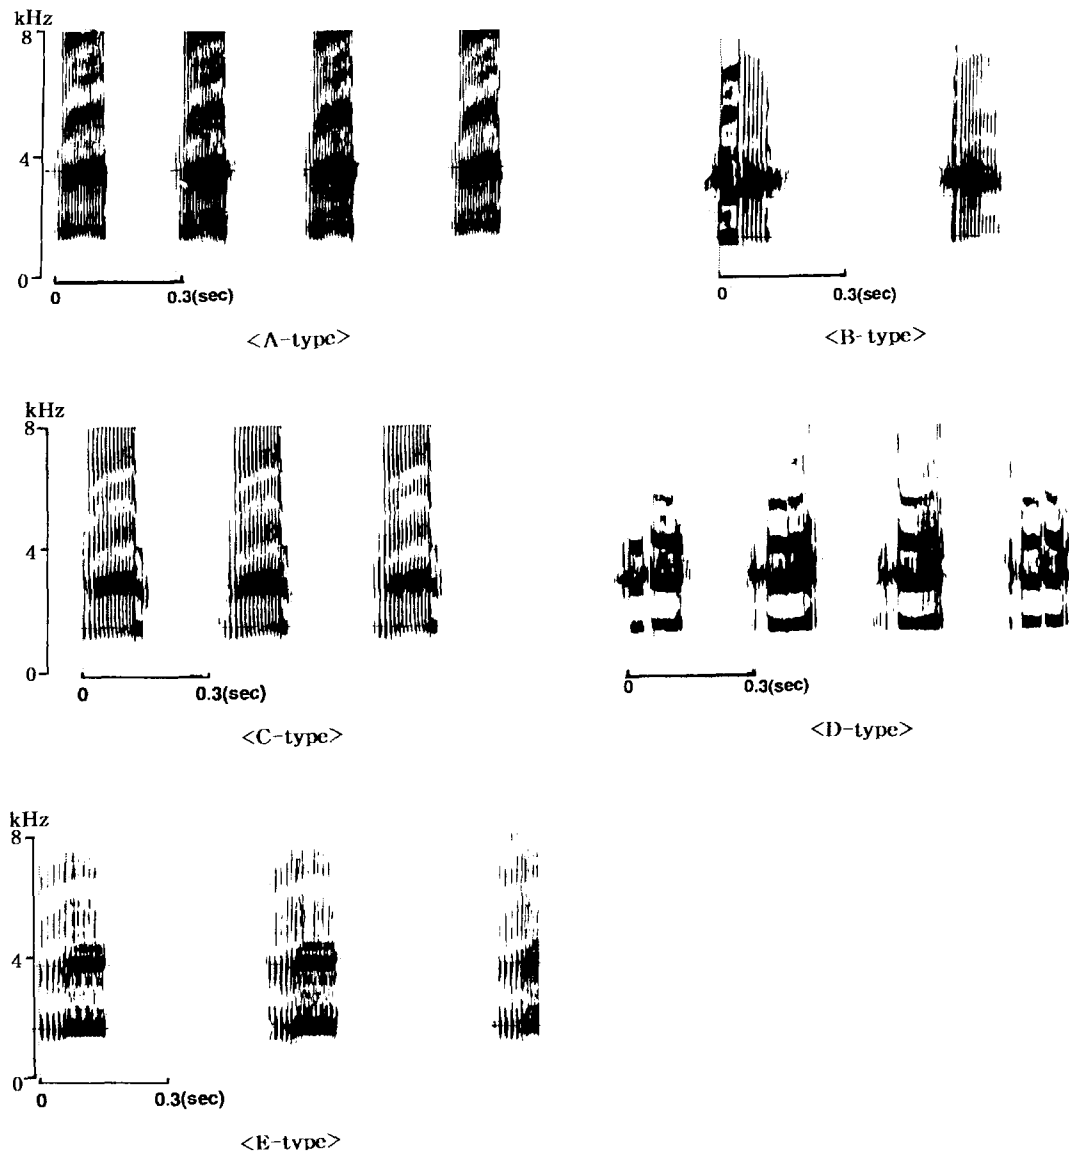 kHz
8
4
0
0 0.3(sec)
<A-type>
0 0.3(sec)
<B-type>
kHz
8
4
0
0 0.3(sec)
<C-type>
0 0.3(sec)
<D-type>
kHz
8
4
0
0 0.3(sec)
<E-type>